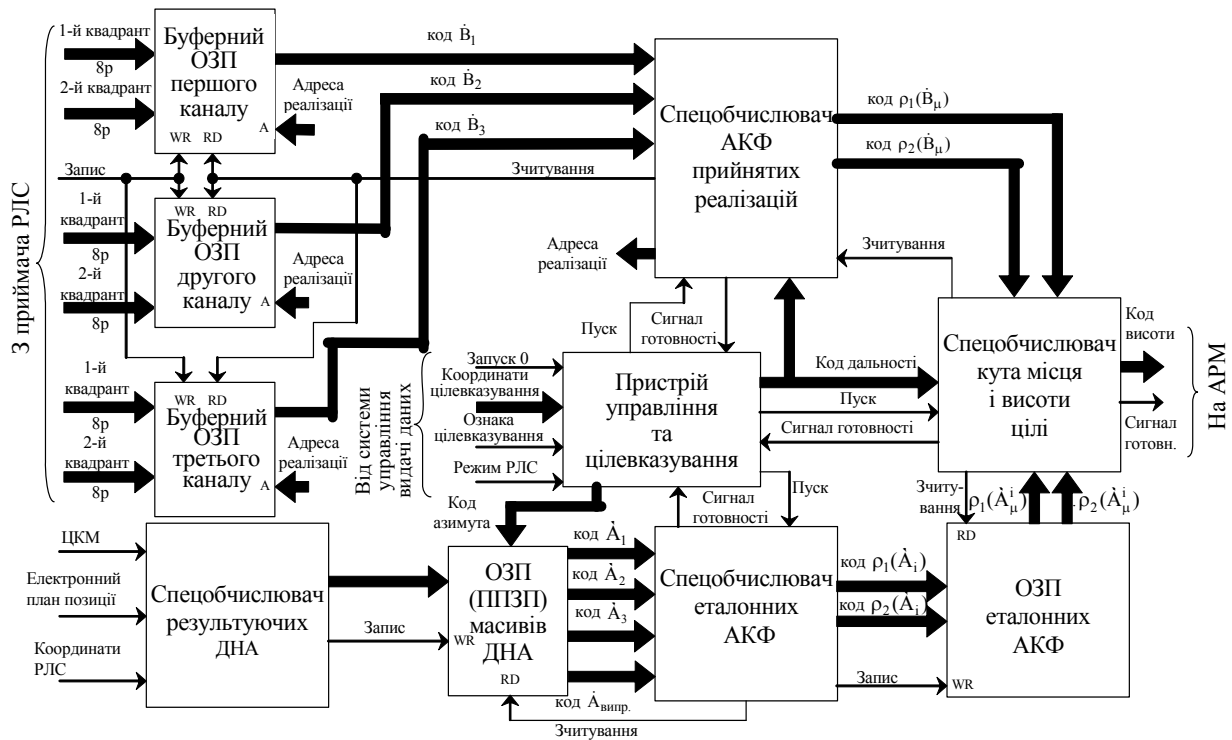 З приймача РЛС
1-й квадрант
8р
2-й квадрант
8р
Буферний
ОЗП
першого
каналу
WR
RD
A
Адреса
реалізації
Запис
Зчитування
1-й
квадрант
8р
2-й
квадрант
8р
WR
RD
Буферний
ОЗП
другого
каналу
A
Адреса
реалізації
1-й
квадрант
8р
2-й
квадрант
8р
WR
RD
Буферний
ОЗП
третього
каналу
A
Адреса
реалізації
код Ḃ₁
код Ḃ₂
код Ḃ₃
Спецобчислювач
АКФ
прийнятих
реалізацій
код ρ₁(Ḃμ)
код ρ₂(Ḃμ)
Адреса
реалізації
Зчитування
Пуск
Сигнал
готовності
Від системи
управління
видачі даних
Запуск 0
Координати
цілевказування
Ознака
цілевказування
Режим РЛС
Пристрій
управління
та
цілевказування
Код дальності
Пуск
Сигнал готовності
Спецобчислювач
кута місця
і висоти
цілі
Код
висоти
Сигнал
готовн.
На АРМ
Код
азимута
Сигнал
готовності
Пуск
Зчиту-
вання
ρ₁(Ȧμⁱ)
ρ₂(Ȧμⁱ)
ЦКМ
Електронний
план позиції
Координати
РЛС
Спецобчислювач
результуючих
ДНА
Запис
ОЗП
(ППЗП)
масивів
ДНА
WR
RD
код Ȧ₁
код Ȧ₂
код Ȧ₃
код Ȧвипр.
Зчитування
Спецобчислювач
еталонних
АКФ
код ρ₁(Ȧᵢ)
код ρ₂(Ȧᵢ)
Запис
RD
ОЗП
еталонних
АКФ
WR